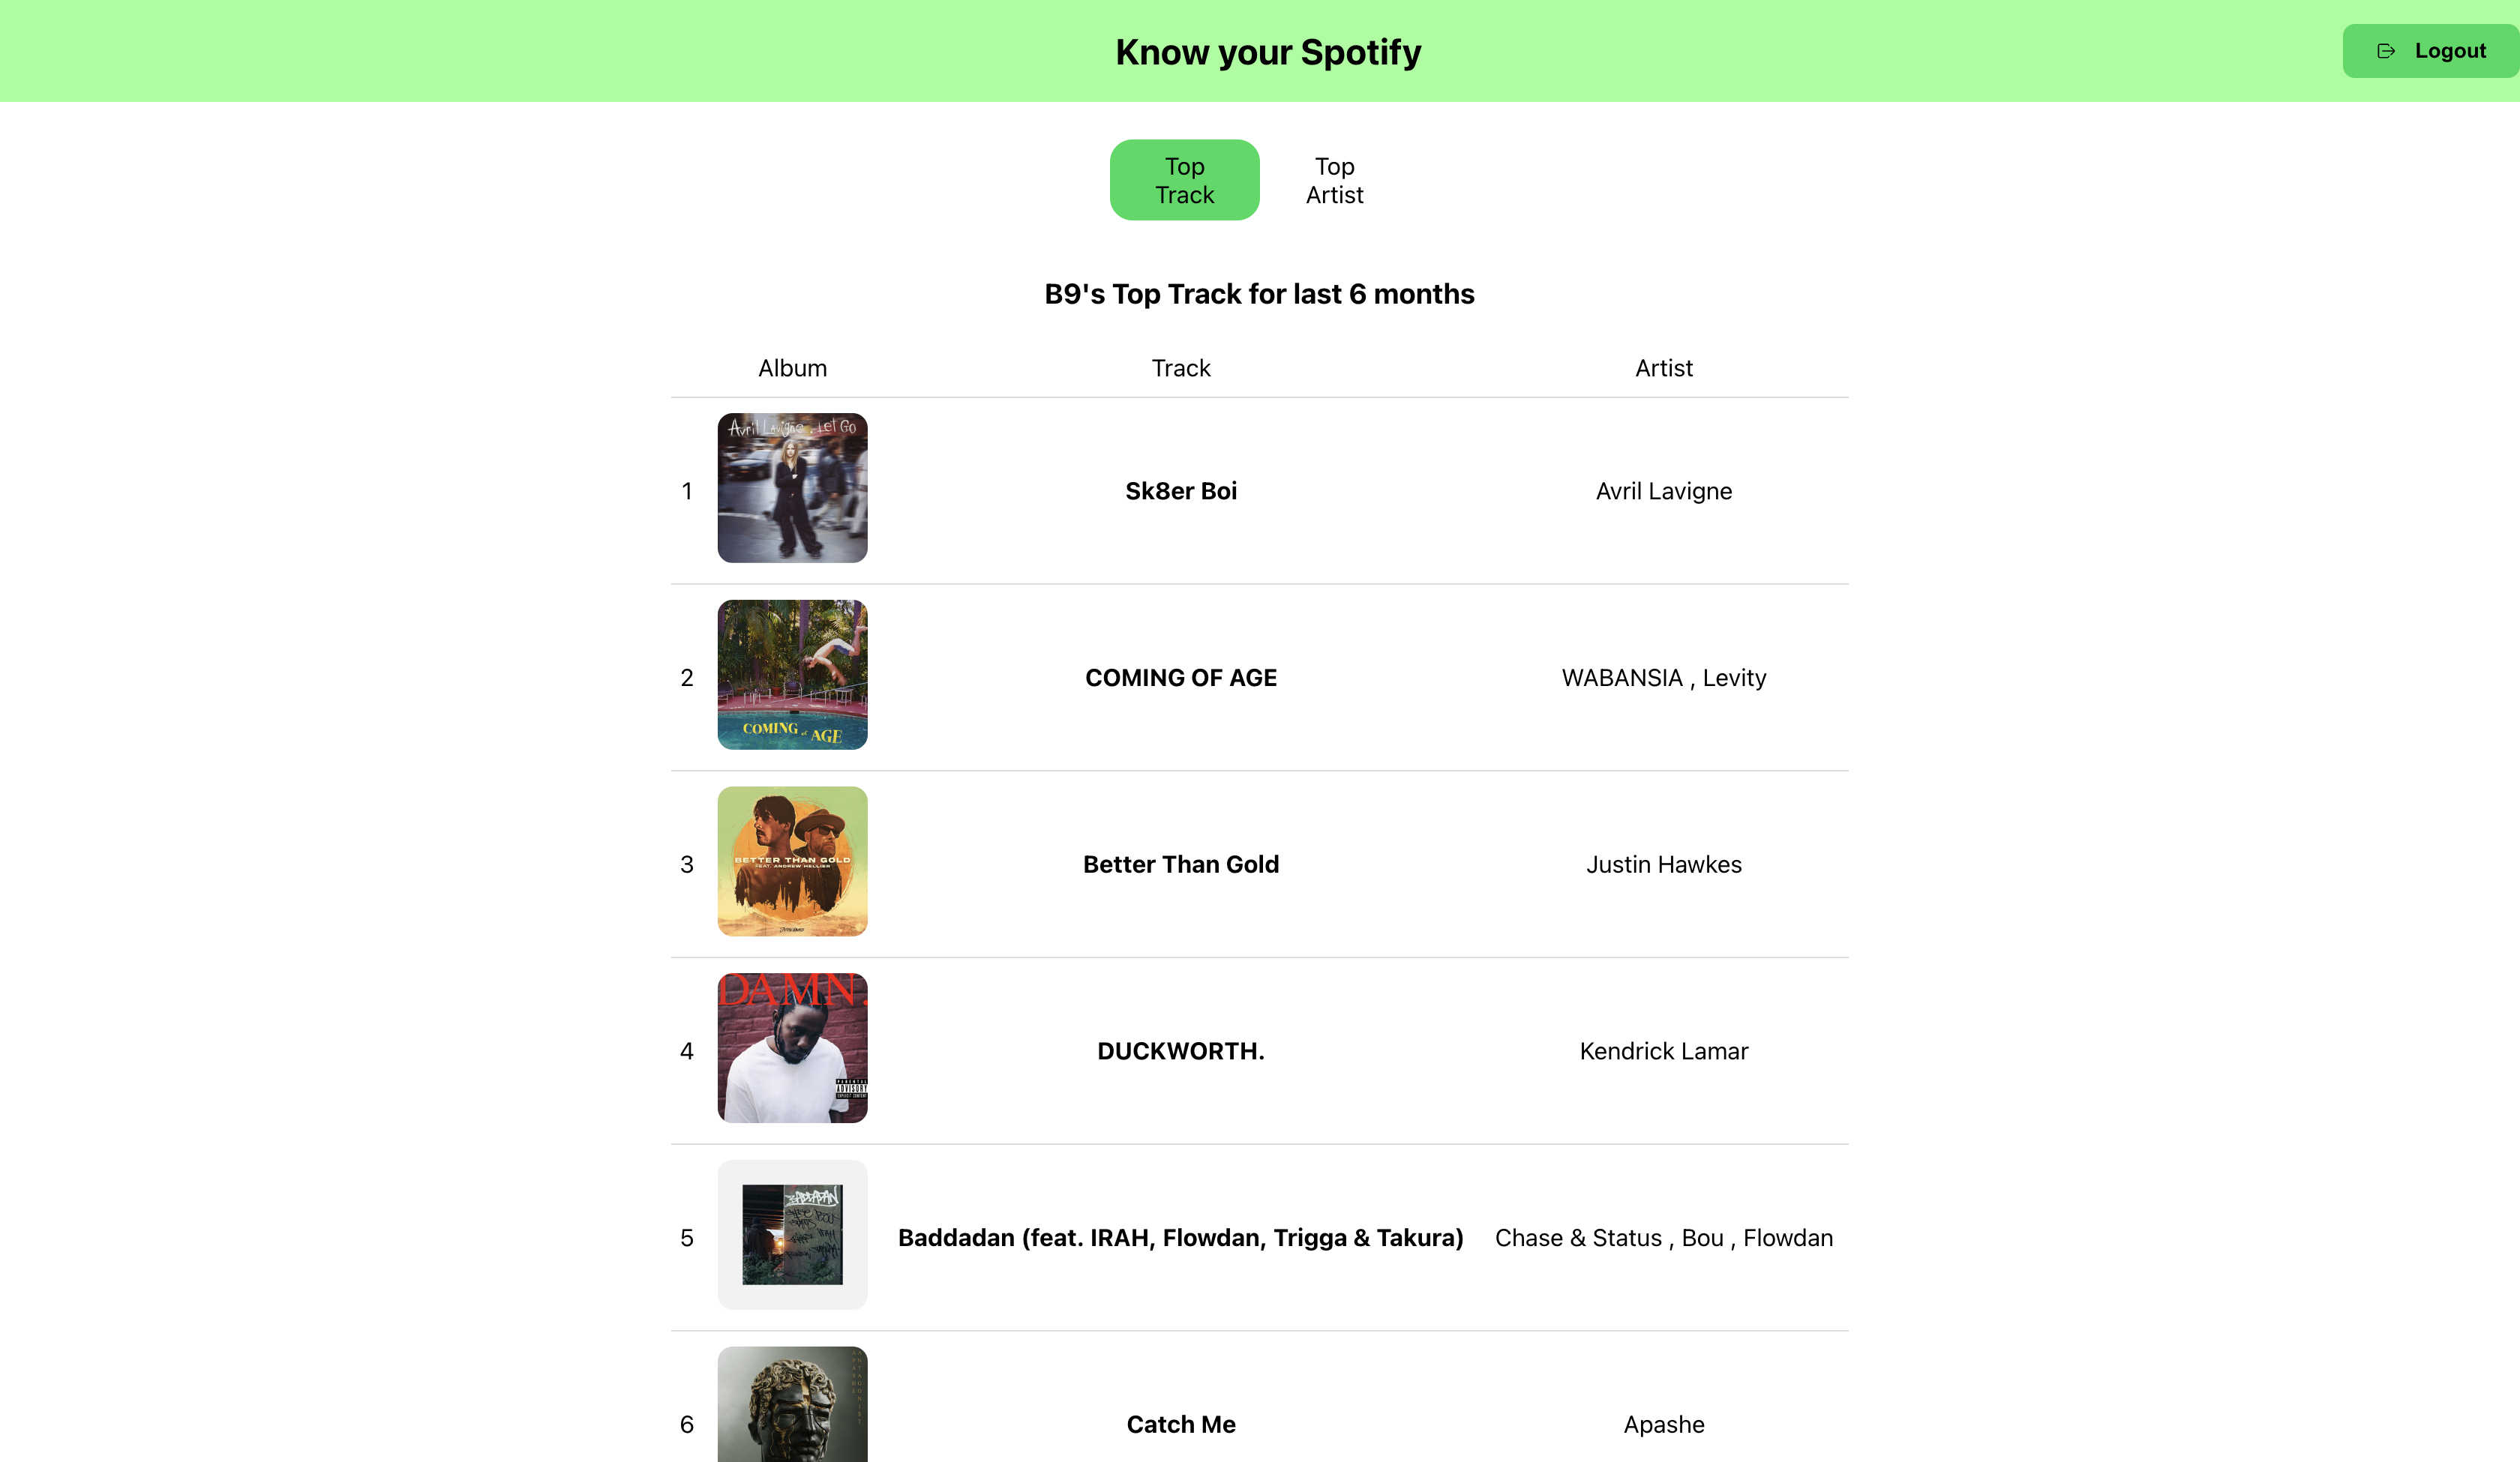 Know your Spotify
Logout
Top
Track
Top
Artist
B9's Top Track for last 6 months
Album Track Artist
1 Avril Lavigne . Let Go Sk8er Boi Avril Lavigne
2 COMING OF AGE WABANSIA , Levity
COMING of AGE
3 Better Than Gold Justin Hawkes
BETTER THAN GOLD
FEAT. ANDREW HELLIER
4 DUCKWORTH. Kendrick Lamar
DAMN.
PARENTAL
ADVISORY
EXPLICIT CONTENT
5 Baddadan (feat. IRAH, Flowdan, Trigga & Takura) Chase & Status , Bou , Flowdan
BADDADAN
6 Catch Me Apashe